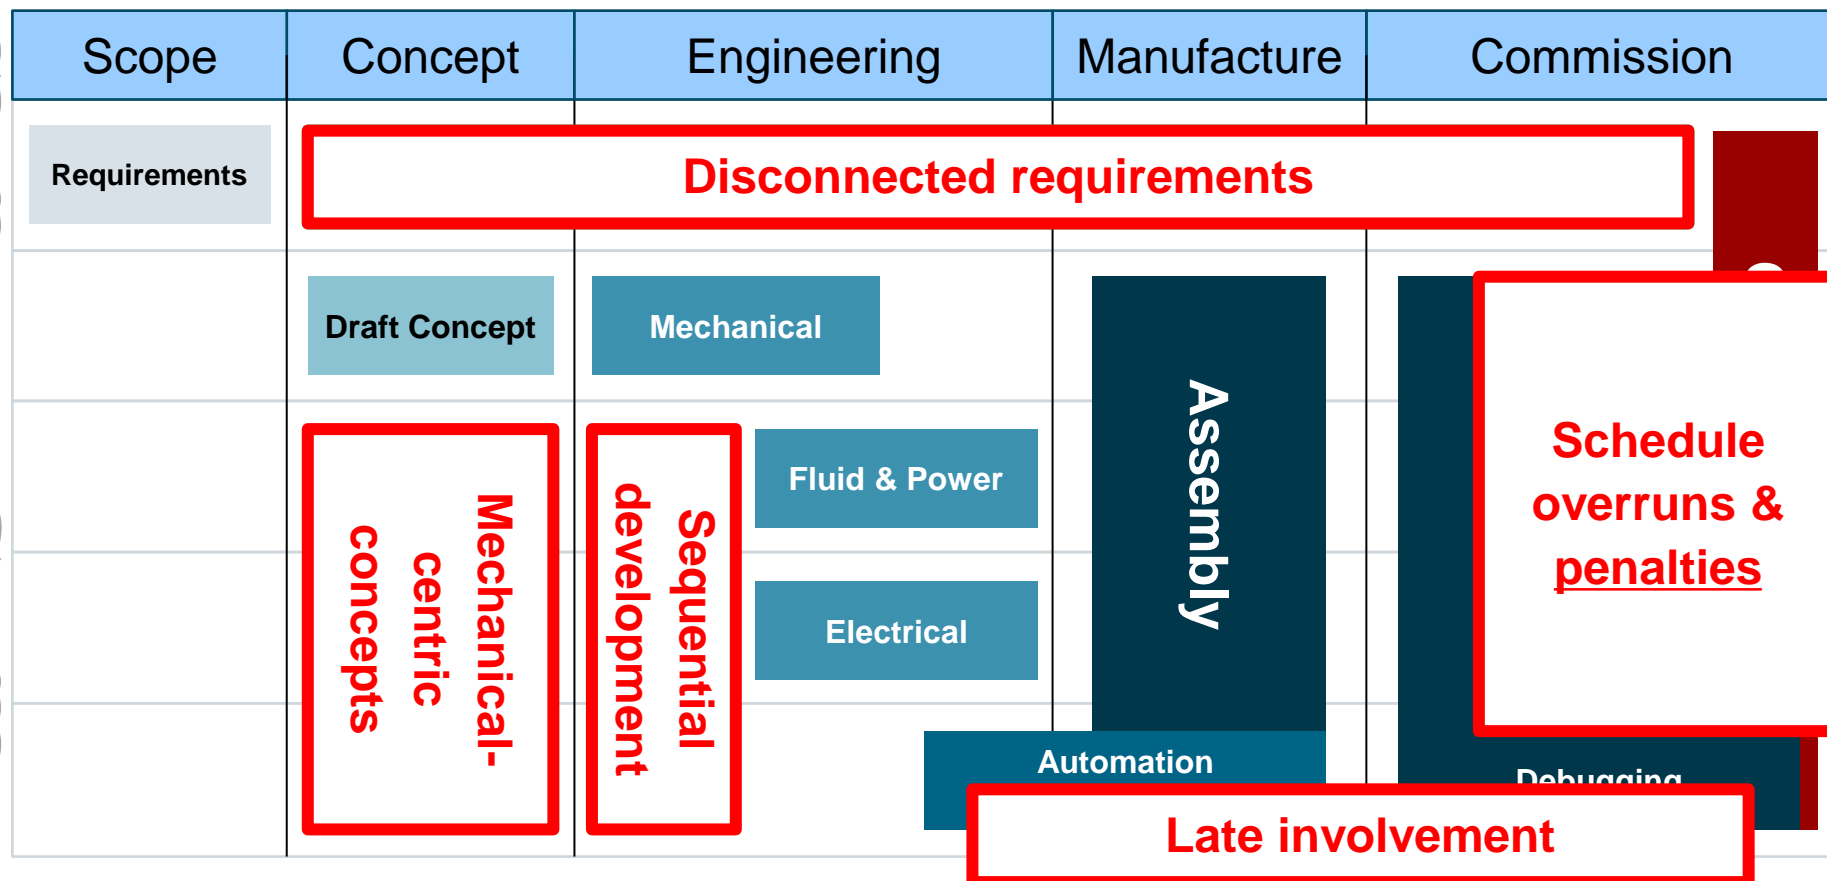 Scope
Concept
Engineering
Manufacture
Commission
Requirements
Disconnected requirements
Draft Concept
Mechanical
Assembly
Schedule
overruns &
penalties
Fluid & Power
Mechanical-
centric
concepts
Sequential
development
Electrical
Automation
Debugging
Late involvement